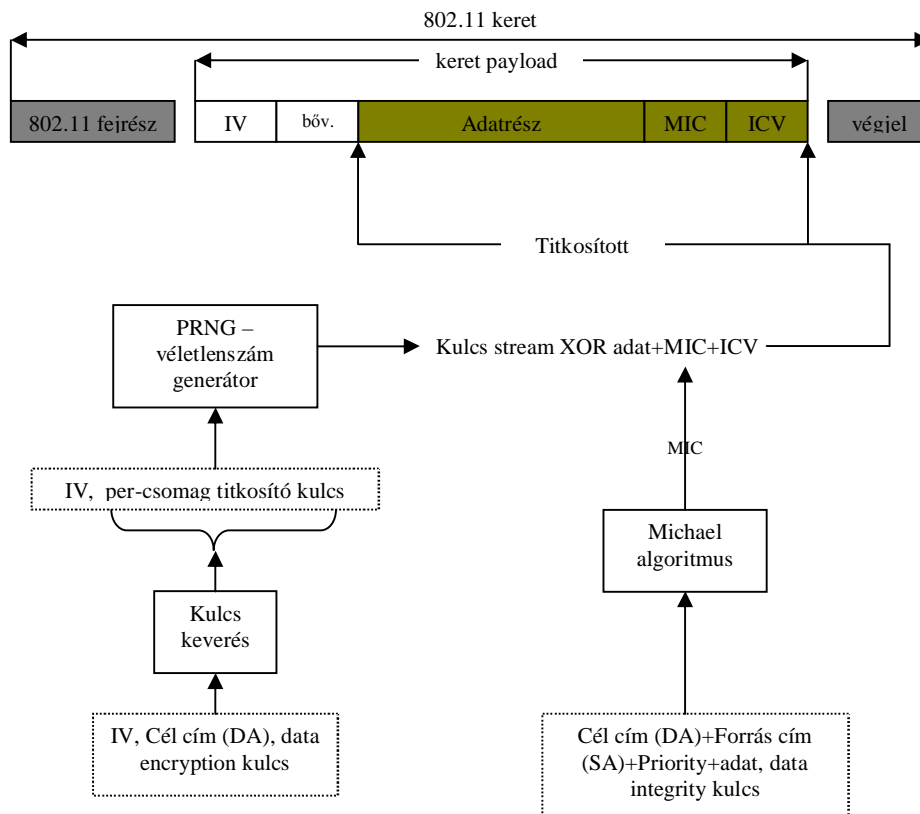 802.11 keret
keret payload
802.11 fejrész
IV
bőv.
Adatrész
MIC
ICV
végjel
Titkosított
PRNG –
véletlenszám
generátor
Kulcs stream XOR adat+MIC+ICV
MIC
IV, per-csomag titkosító kulcs
Michael
algoritmus
Kulcs
keverés
IV, Cél cím (DA), data
encryption kulcs
Cél cím (DA)+Forrás cím
(SA)+Priority+adat, data
integrity kulcs